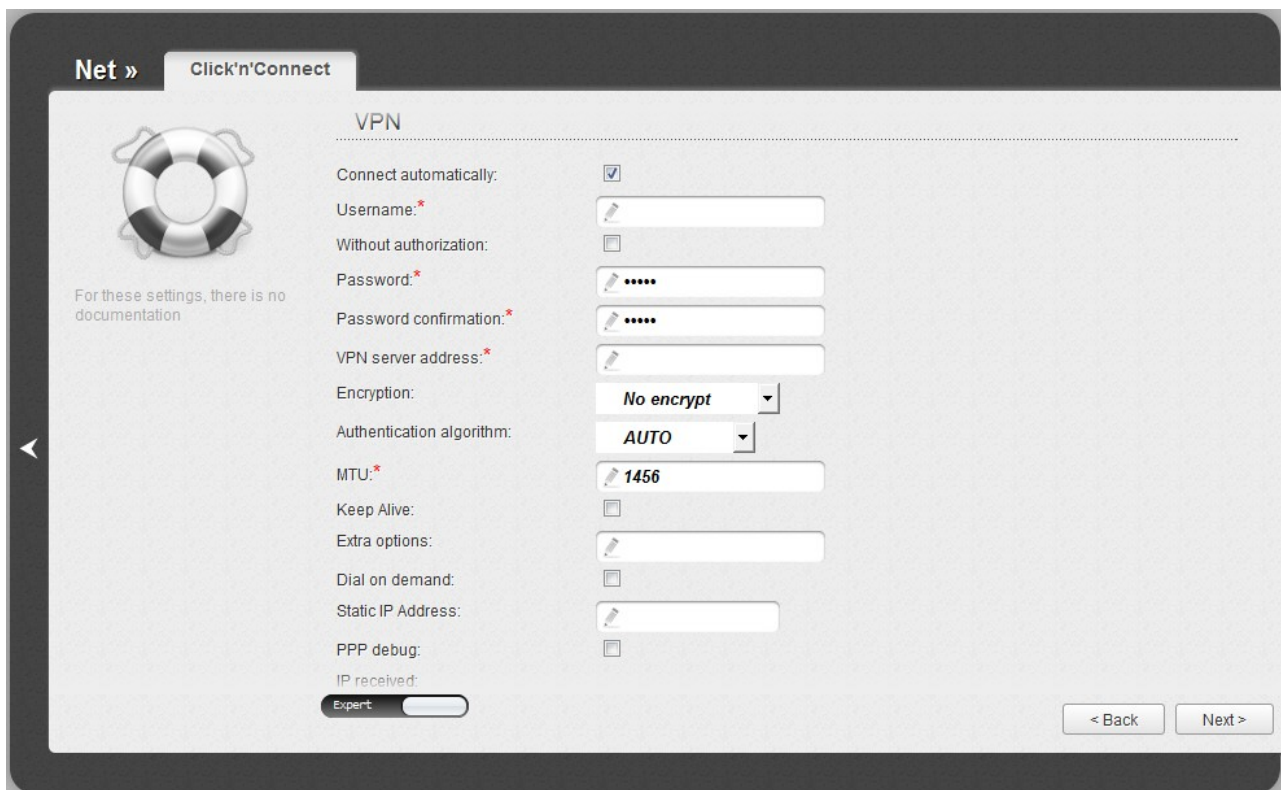 Net »
Click'n'Connect
VPN
For these settings, there is no
documentation
Connect automatically:
Username:*
Without authorization:
Password:* •••••
Password confirmation:* •••••
VPN server address:*
Encryption: No encrypt
Authentication algorithm: AUTO
MTU:* 1456
Keep Alive:
Extra options:
Dial on demand:
Static IP Address:
PPP debug:
IP received:
Expert
< Back
Next >